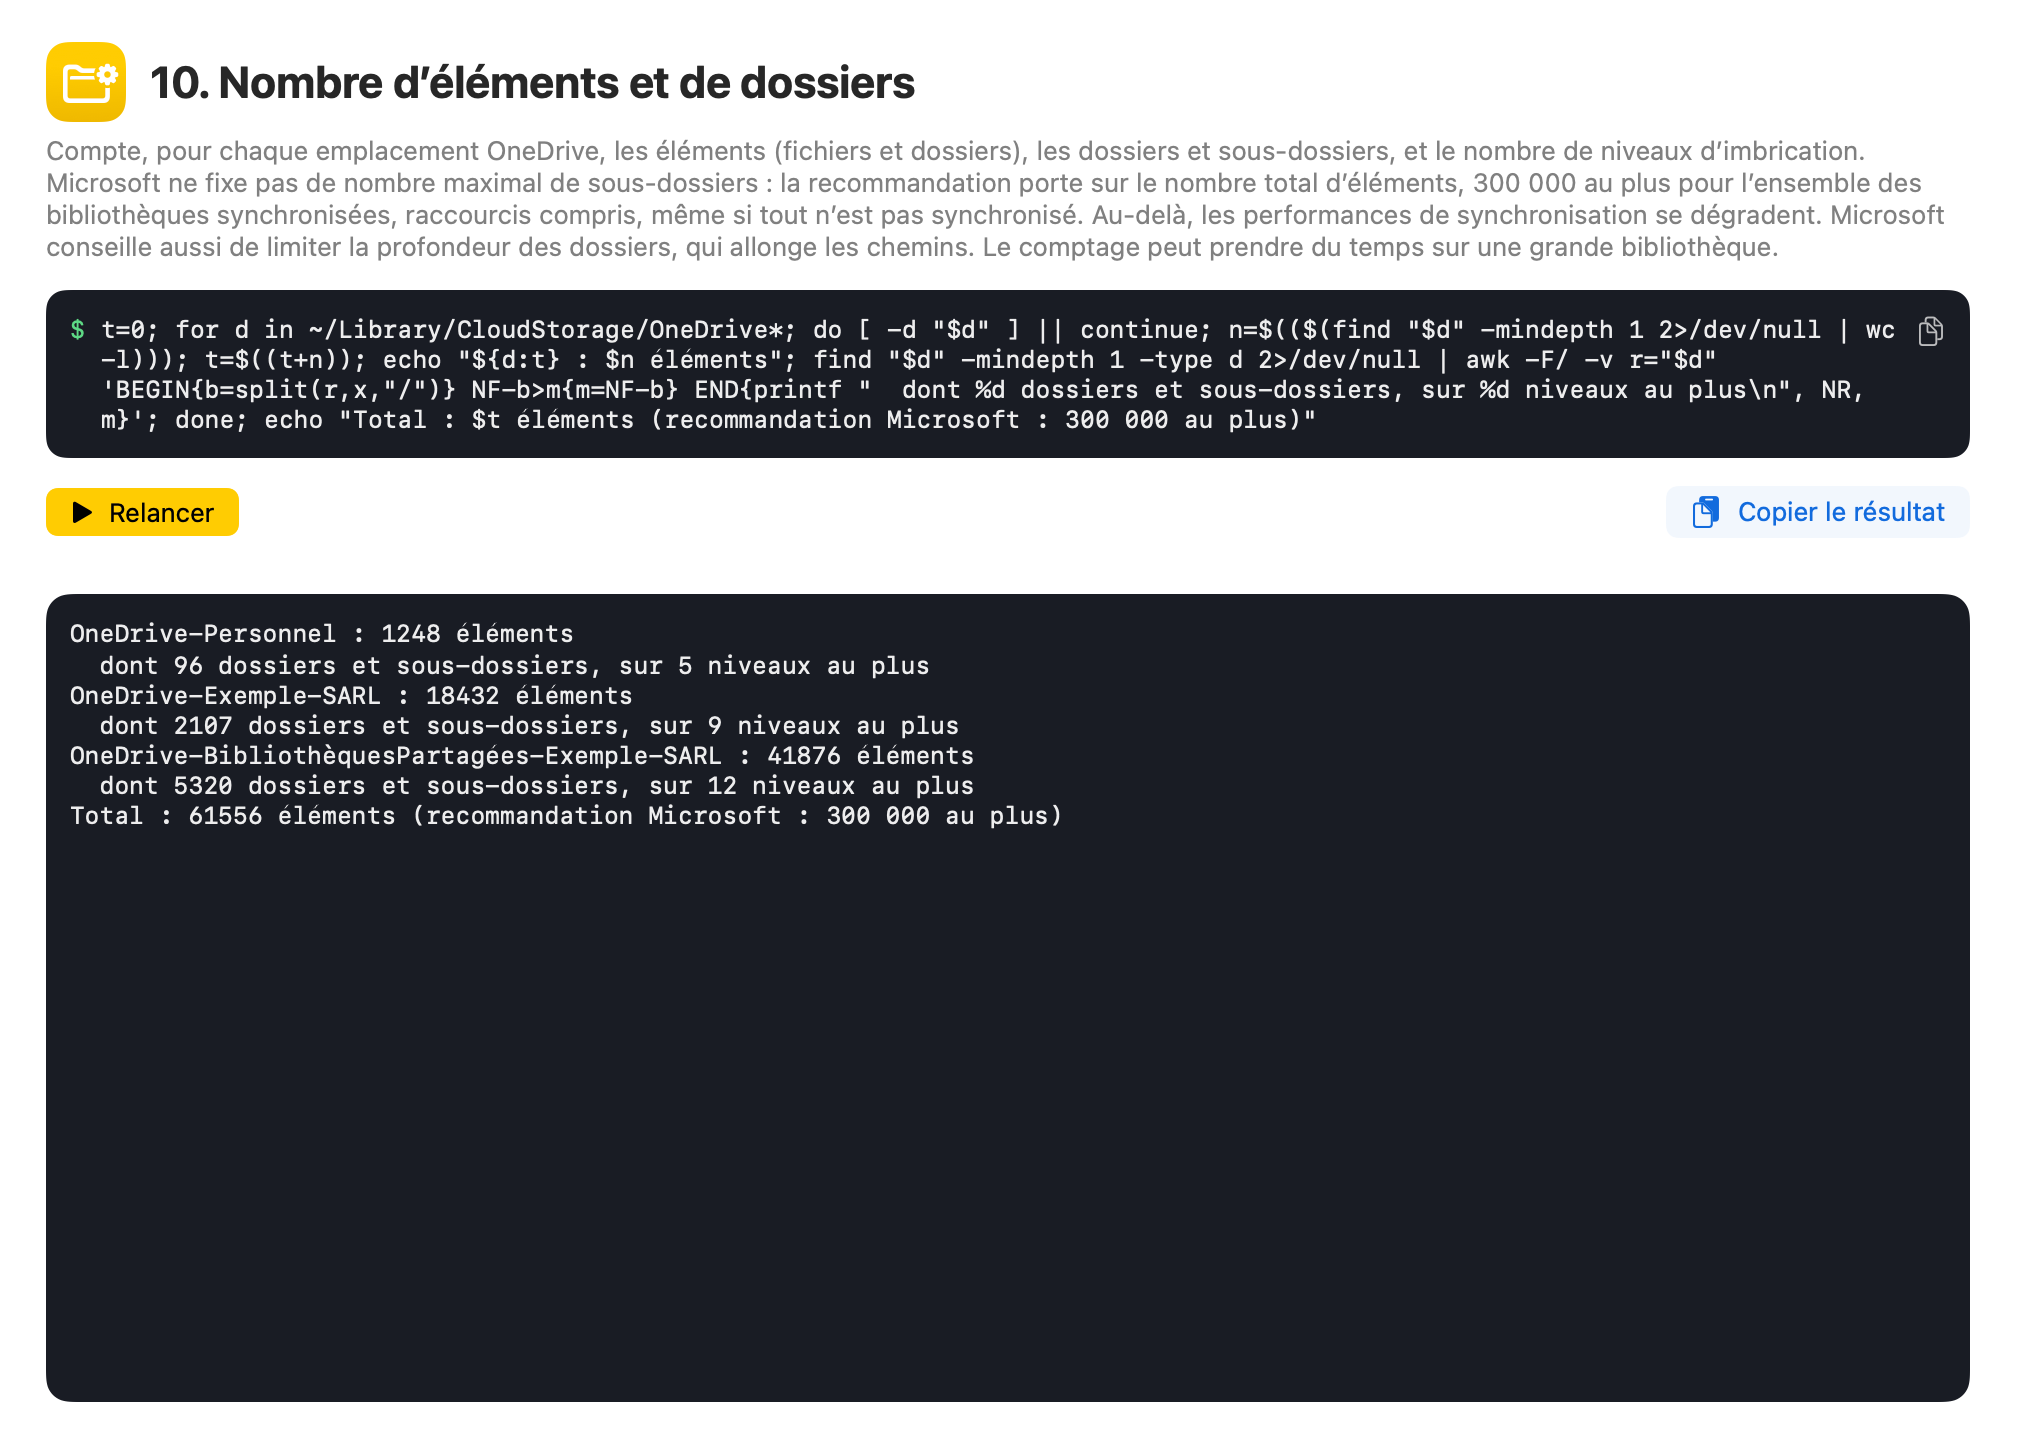 10. Nombre d’éléments et de dossiers
Compte, pour chaque emplacement OneDrive, les éléments (fichiers et dossiers), les dossiers et sous-dossiers, et le nombre de niveaux d’imbrication.
Microsoft ne fixe pas de nombre maximal de sous-dossiers : la recommandation porte sur le nombre total d’éléments, 300 000 au plus pour l’ensemble des
bibliothèques synchronisées, raccourcis compris, même si tout n’est pas synchronisé. Au-delà, les performances de synchronisation se dégradent. Microsoft
conseille aussi de limiter la profondeur des dossiers, qui allonge les chemins. Le comptage peut prendre du temps sur une grande bibliothèque.
$ t=0; for d in ~/Library/CloudStorage/OneDrive*; do [ -d "$d" ] || continue; n=$(($(find "$d" -mindepth 1 2>/dev/null | wc
-l))); t=$((t+n)); echo "${d:t} : $n éléments"; find "$d" -mindepth 1 -type d 2>/dev/null | awk -F/ -v r="$d"
'BEGIN{b=split(r,x,"/")} NF-b>m{m=NF-b} END{printf "  dont %d dossiers et sous-dossiers, sur %d niveaux au plus\n", NR,
m}'; done; echo "Total : $t éléments (recommandation Microsoft : 300 000 au plus)"
Relancer
Copier le résultat
OneDrive-Personnel : 1248 éléments
  dont 96 dossiers et sous-dossiers, sur 5 niveaux au plus
OneDrive-Exemple-SARL : 18432 éléments
  dont 2107 dossiers et sous-dossiers, sur 9 niveaux au plus
OneDrive-BibliothèquesPartagées-Exemple-SARL : 41876 éléments
  dont 5320 dossiers et sous-dossiers, sur 12 niveaux au plus
Total : 61556 éléments (recommandation Microsoft : 300 000 au plus)